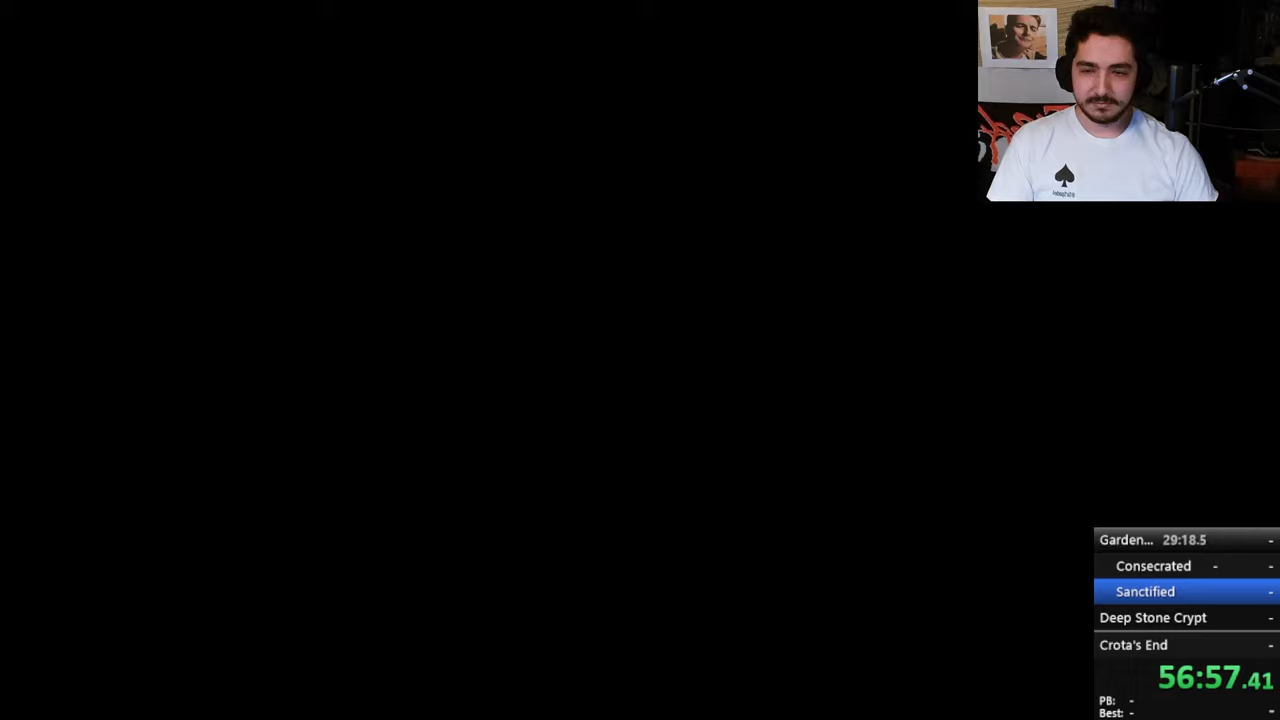 Garden... 29:18.5 -
Consecrated - -
Sanctified -
Deep Stone Crypt -
Crota's End -
56:57.41
PB: -
Best: - -